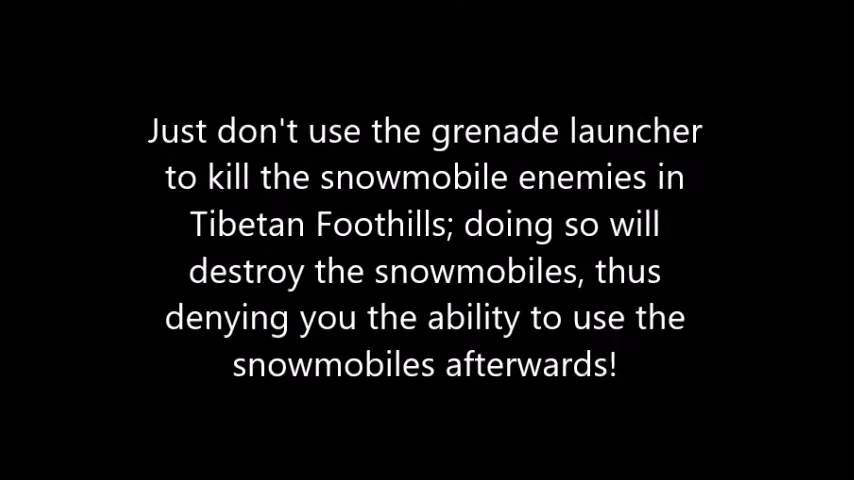 Just don't use the grenade launcher
to kill the snowmobile enemies in
Tibetan Foothills; doing so will
destroy the snowmobiles, thus
denying you the ability to use the
snowmobiles afterwards!